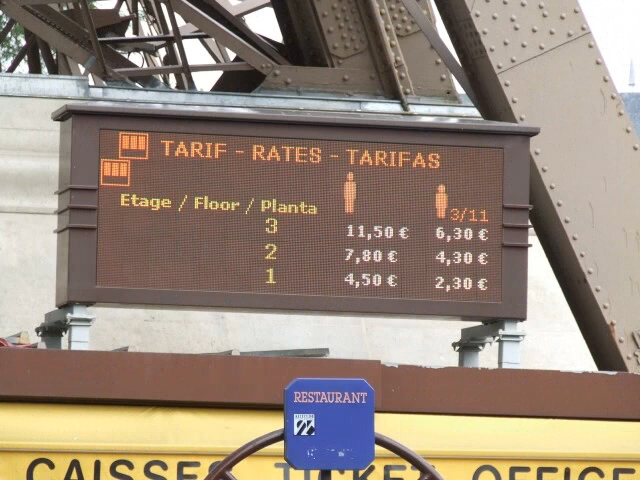 TARIF - RATES - TARIFAS
Etage / Floor / Planta 3/11
3 11,50 € 6,30 €
2 7,80 € 4,30 €
1 4,50 € 2,30 €
RESTAURANT
CAISSES TICKET OFFICE